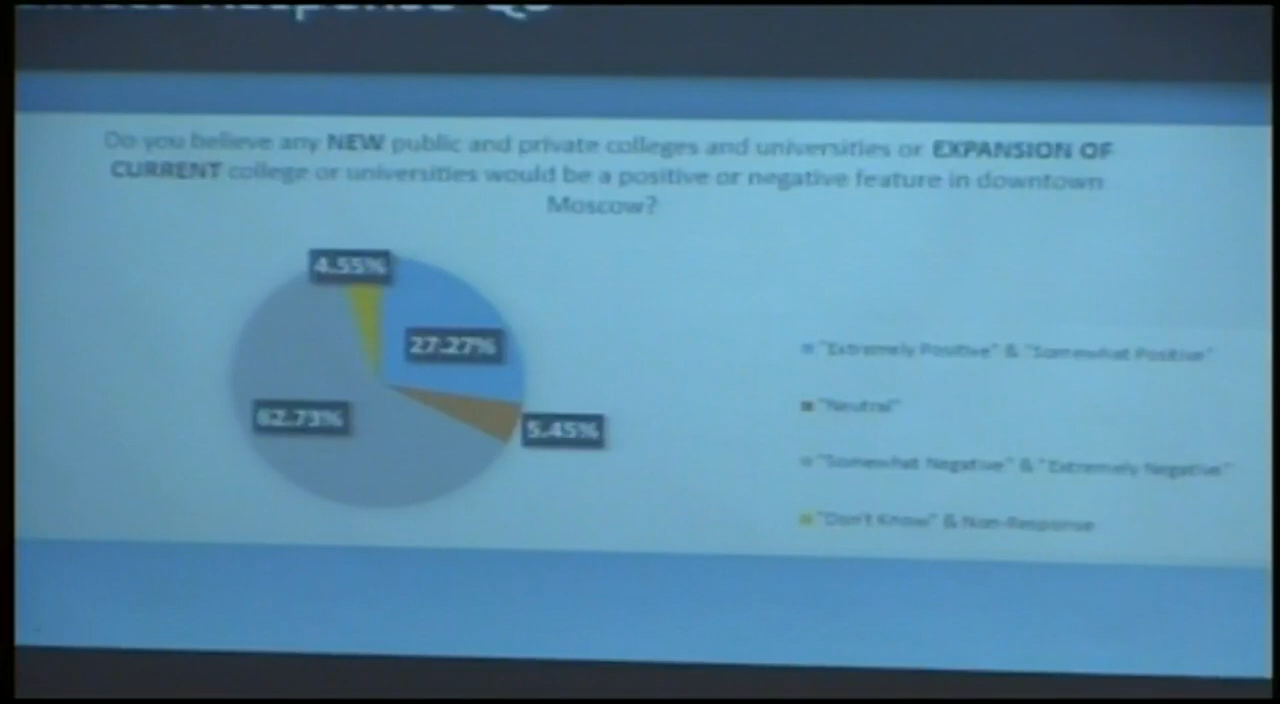 Response
Do you believe any NEW public and private colleges and universities or EXPANSION OF
CURRENT college or universities would be a positive or negative feature in downtown
Moscow?
4.55%
27.27%
62.73%
5.45%
"Extremely Positive" & "Somewhat Positive"
"Neutral"
"Somewhat Negative" & "Extremely Negative"
"Don't Know" & Non-Response